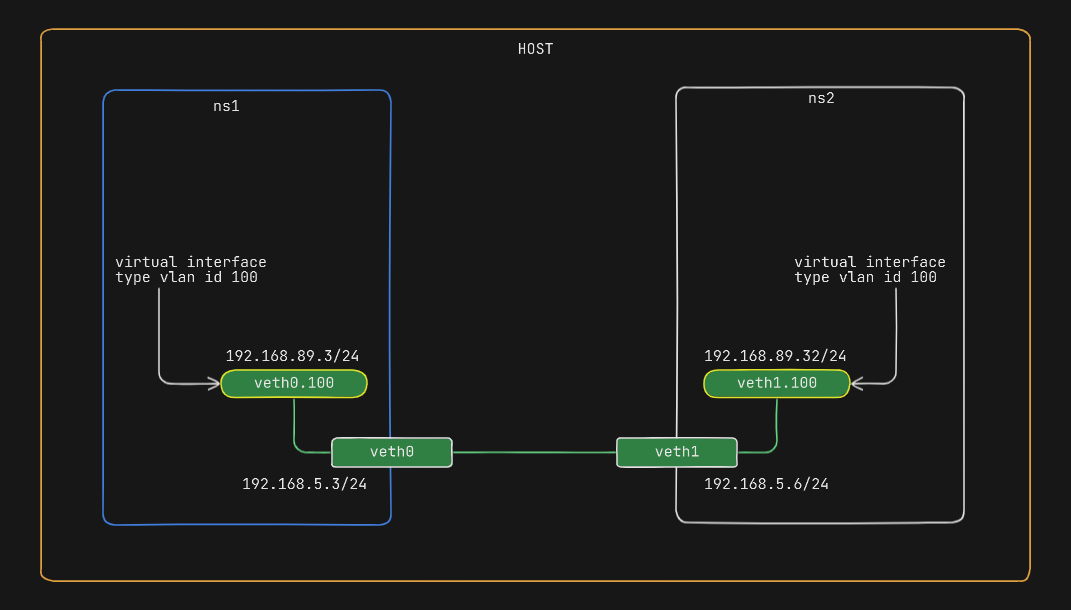 HOST
ns1
ns2
virtual interface
type vlan id 100
virtual interface
type vlan id 100
192.168.89.3/24
192.168.89.32/24
veth0.100
veth1.100
veth0
veth1
192.168.5.3/24
192.168.5.6/24